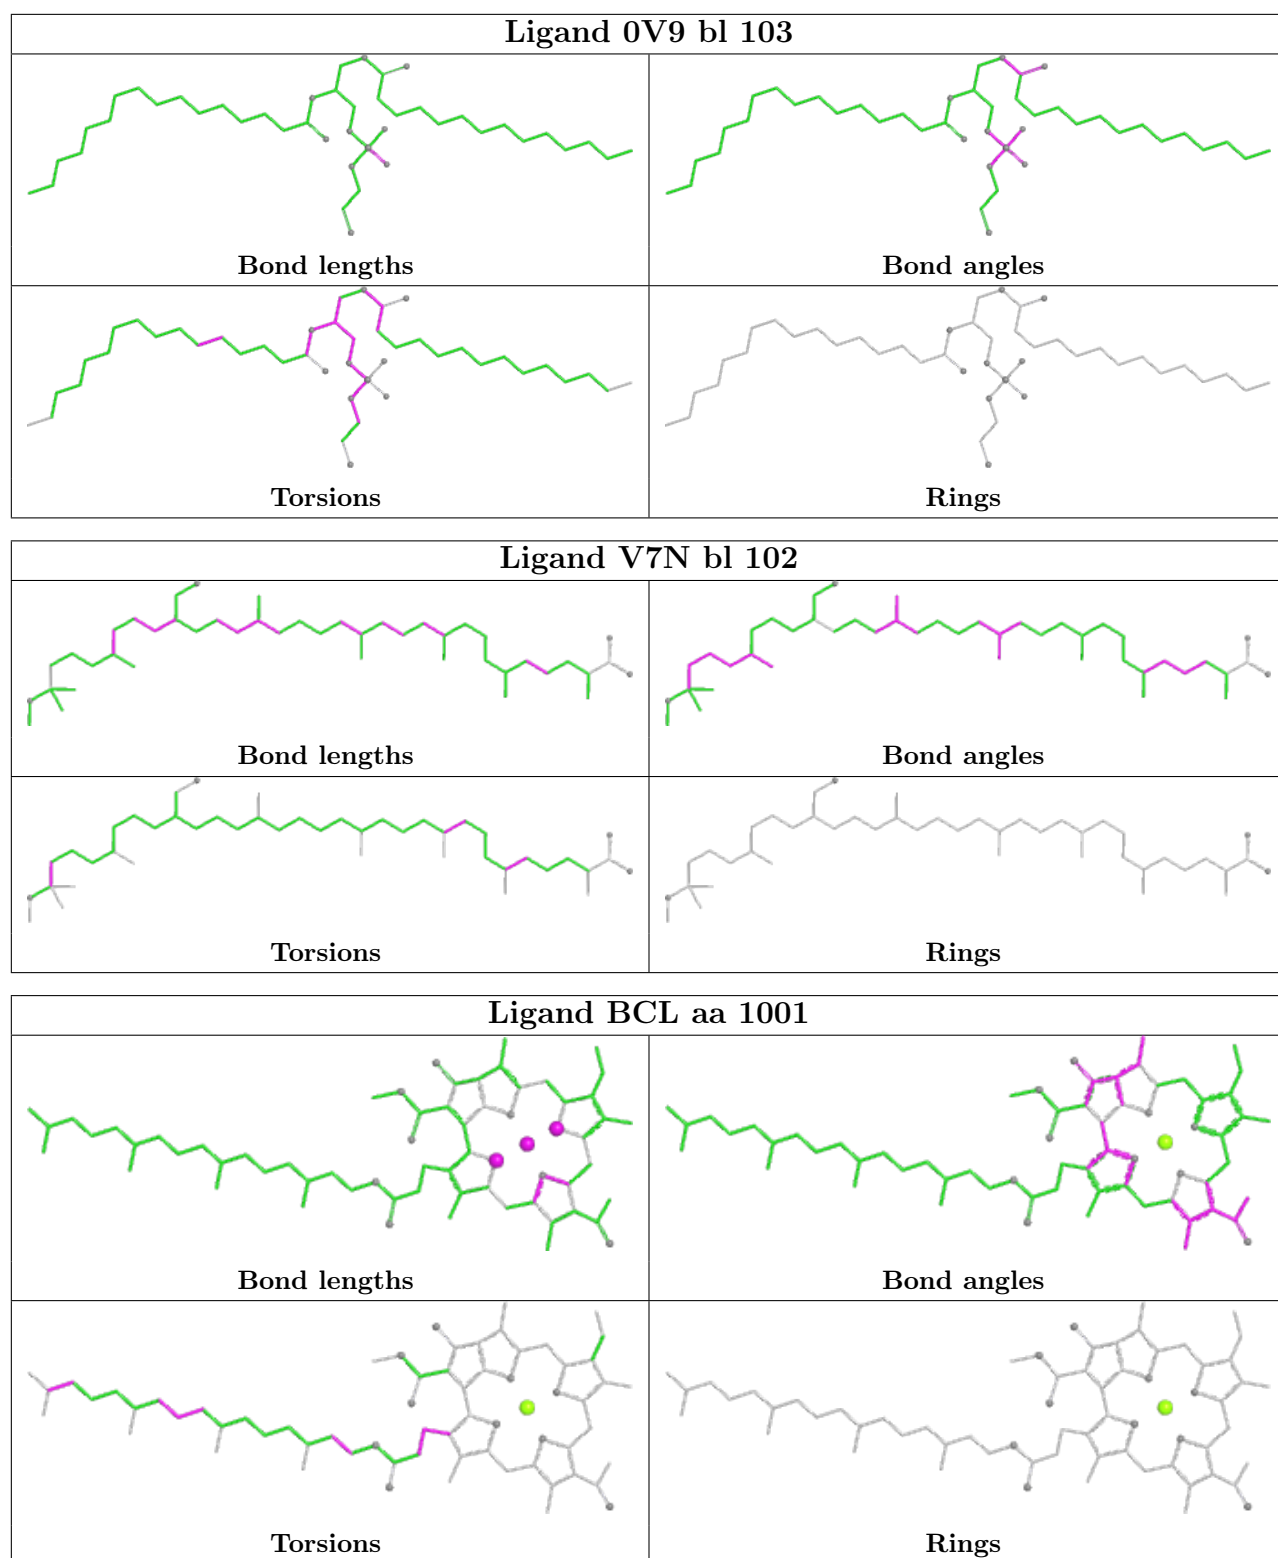 Ligand 0V9 bl 103
Bond lengths
Bond angles
Torsions
Rings
Ligand V7N bl 102
Bond lengths
Bond angles
Torsions
Rings
Ligand BCL aa 1001
Bond lengths
Bond angles
Torsions
Rings